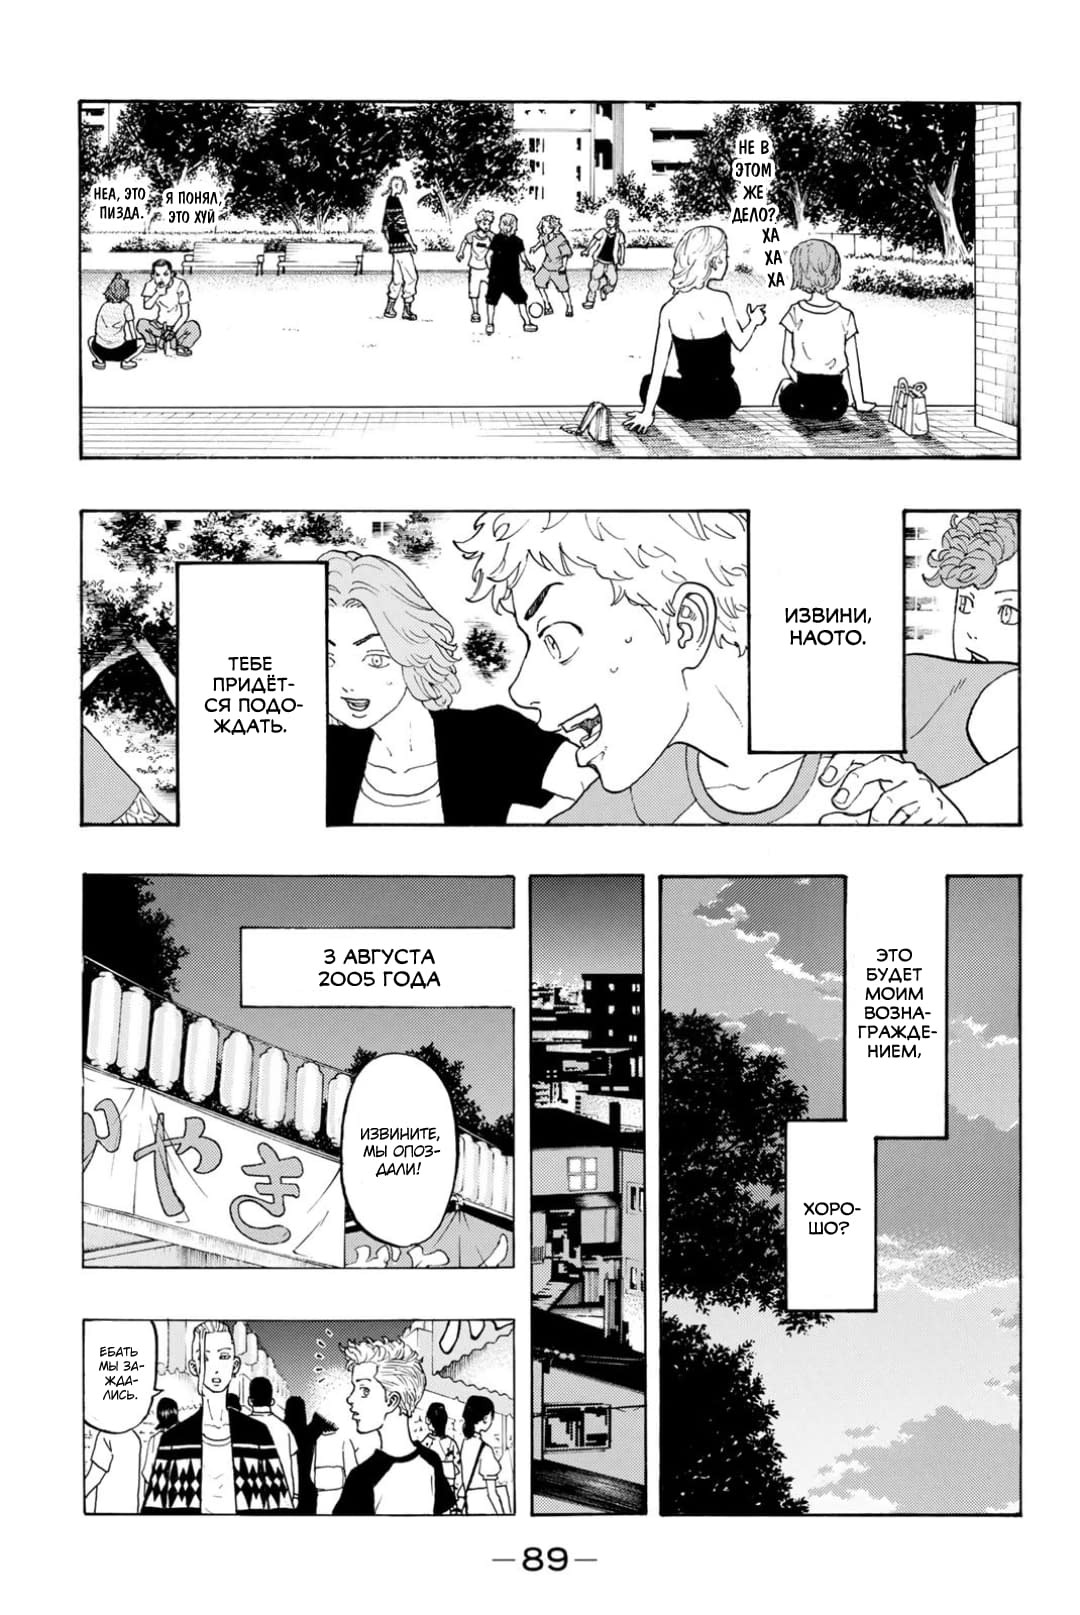 НЕ В
ЭТОМ
ЖЕ
ДЕЛО?
ХА
ХА
ХА
Я ПОНЯЛ,
ЭТО ХУЙ
НЕА, ЭТО
ПИЗДА.
ИЗВИНИ,
НАОТО.
ТЕБЕ
ПРИДЁТ-
СЯ ПОДО-
ЖДАТЬ.
ЭТО
БУДЕТ
МОИМ
ВОЗНА-
ГРАЖДЕ-
НИЕМ,
ХОРО-
ШО?
3 АВГУСТА
2005 ГОДА
やき
ИЗВИНИТЕ,
МЫ ОПОЗ-
ДАЛИ!
ЕБАТЬ
МЫ ЗА-
ЖДА-
ЛИСЬ.
—89—